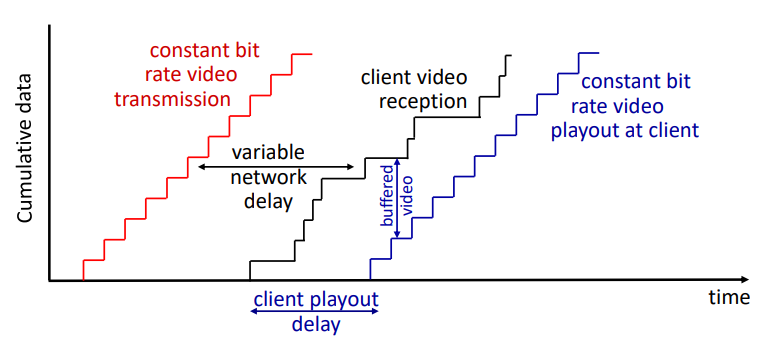 constant bit
rate video
transmission
client video
reception
constant bit
rate video
playout at client
variable
network
delay
buffered
video
Cumulative data
client playout
delay
time